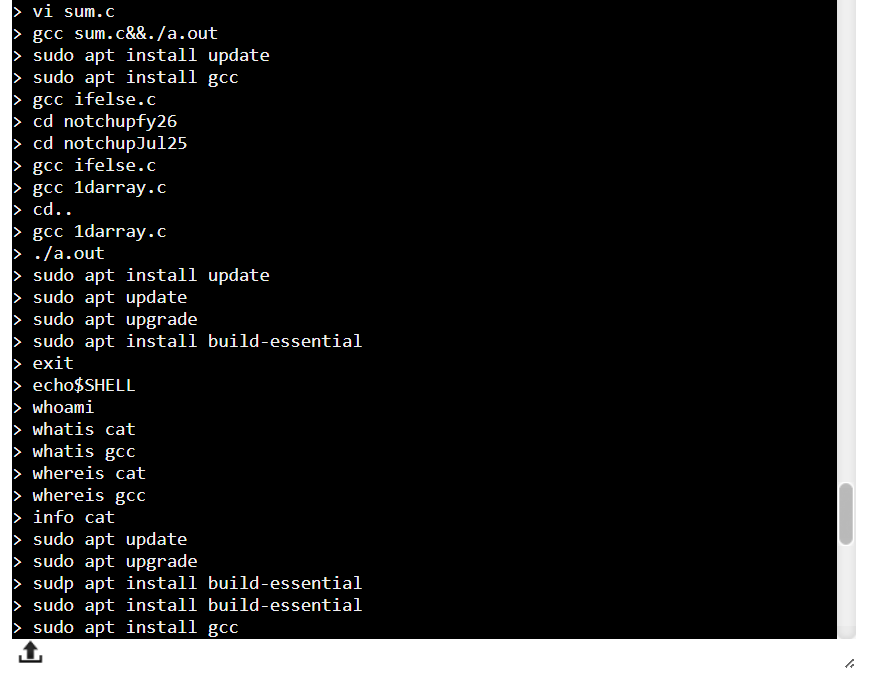 > vi sum.c
> gcc sum.c&&./a.out
> sudo apt install update
> sudo apt install gcc
> gcc ifelse.c
> cd notchupfy26
> cd notchupJul25
> gcc ifelse.c
> gcc 1darray.c
> cd..
> gcc 1darray.c
> ./a.out
> sudo apt install update
> sudo apt update
> sudo apt upgrade
> sudo apt install build-essential
> exit
> echo$SHELL
> whoami
> whatis cat
> whatis gcc
> whereis cat
> whereis gcc
> info cat
> sudo apt update
> sudo apt upgrade
> sudp apt install build-essential
> sudo apt install build-essential
> sudo apt install gcc